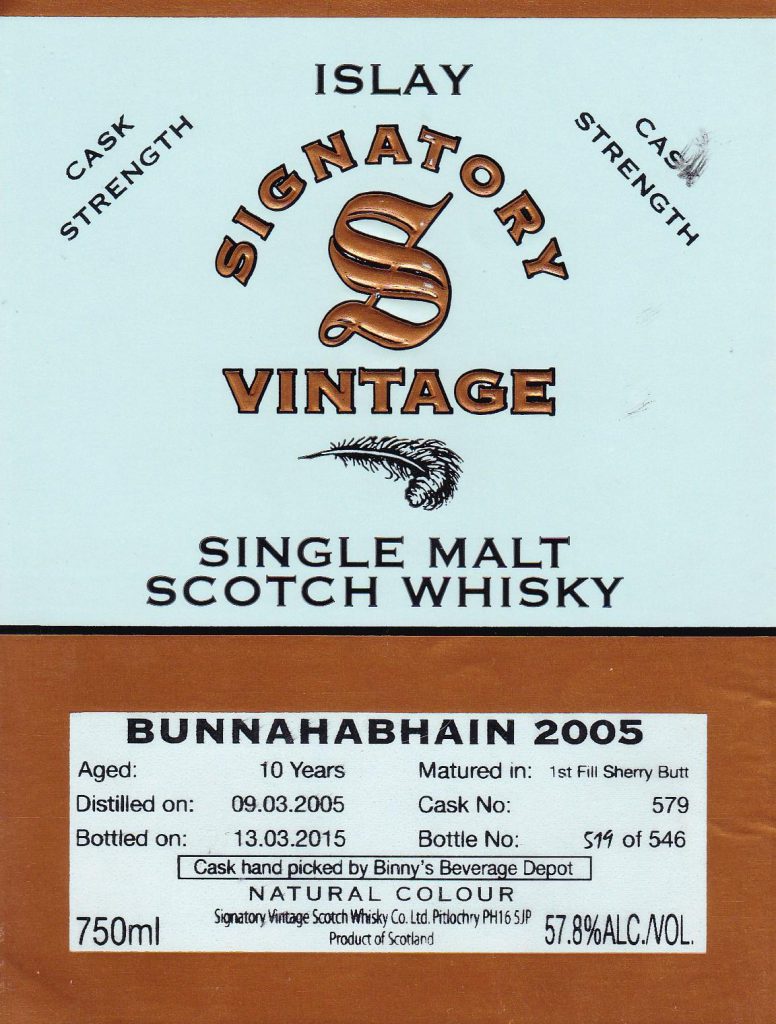 ISLAY
CASK
STRENGTH
CASK
STRENGTH
SIGNATORY
S
VINTAGE
SINGLE MALT
SCOTCH WHISKY
BUNNAHABHAIN 2005
Aged: 10 Years Matured in: 1st Fill Sherry Butt
Distilled on: 09.03.2005 Cask No: 579
Bottled on: 13.03.2015 Bottle No: 519 of 546
Cask hand picked by Binny's Beverage Depot
NATURAL COLOUR
Signatory Vintage Scotch Whisky Co. Ltd. Pitlochry PH16 5JP
Product of Scotland
750ml 57.8%ALC./VOL.